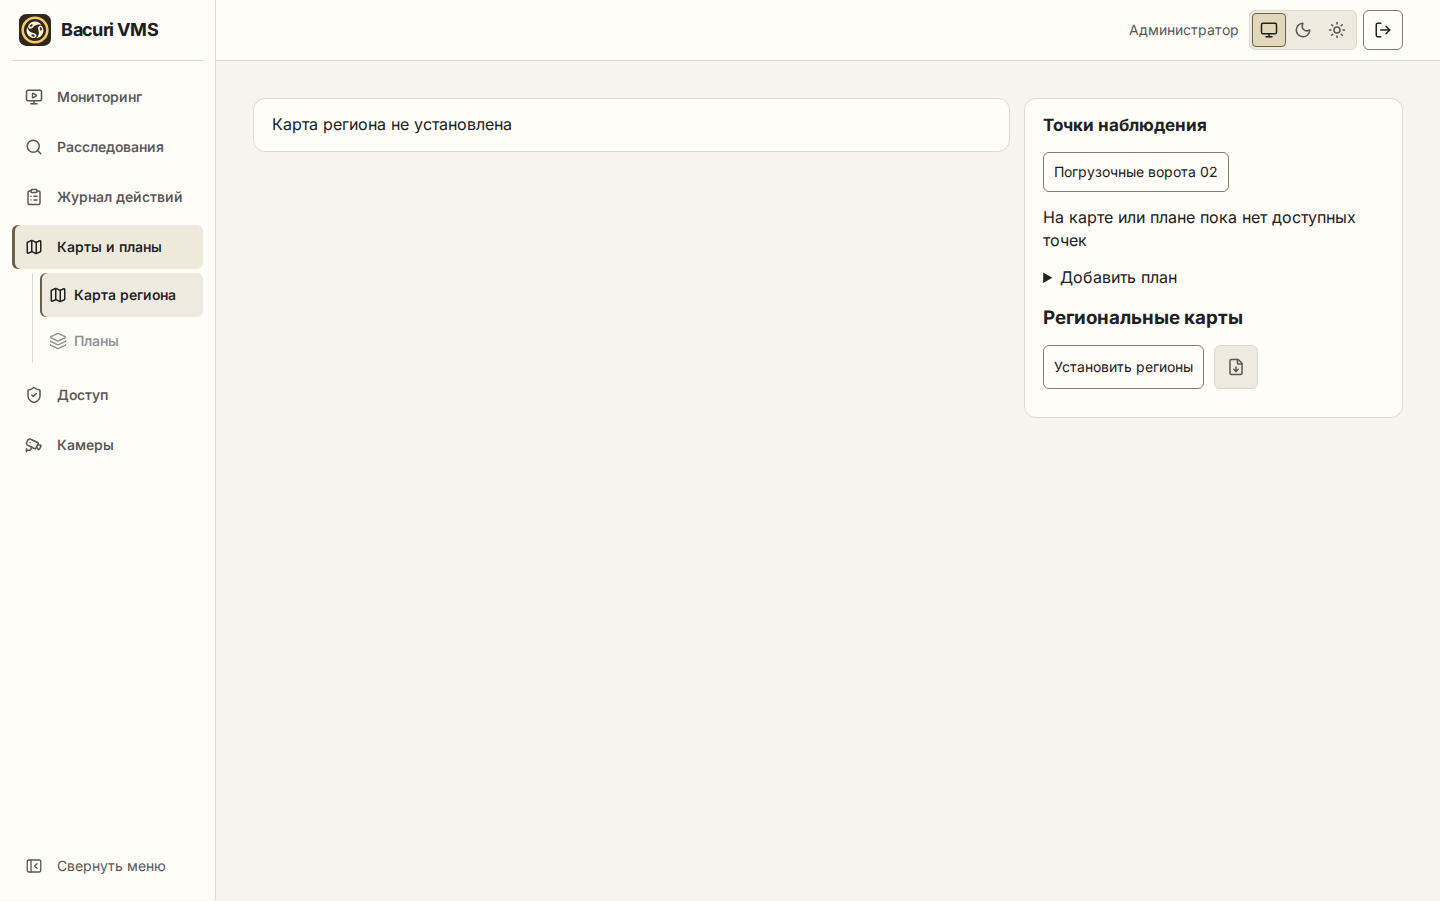 Bacuri VMS
Администратор
Мониторинг
Расследования
Журнал действий
Карты и планы
Карта региона
Планы
Доступ
Камеры
Свернуть меню
Карта региона не установлена
Точки наблюдения
Погрузочные ворота 02
На карте или плане пока нет доступных
точек
Добавить план
Региональные карты
Установить регионы